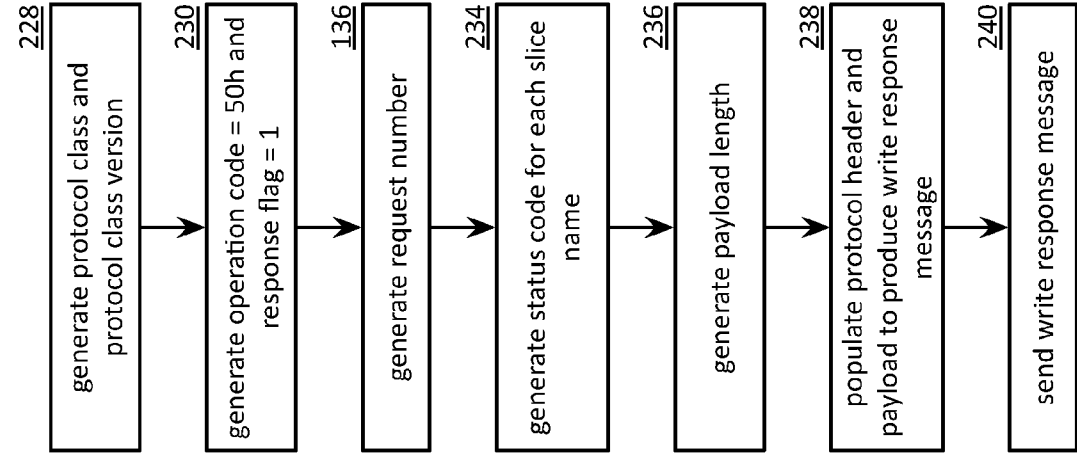 228
generate protocol class and
protocol class version
230
generate operation code = 50h and
response flag = 1
136
generate request number
234
generate status code for each slice
name
236
generate payload length
238
populate protocol header and
payload to produce write response
message
240
send write response message